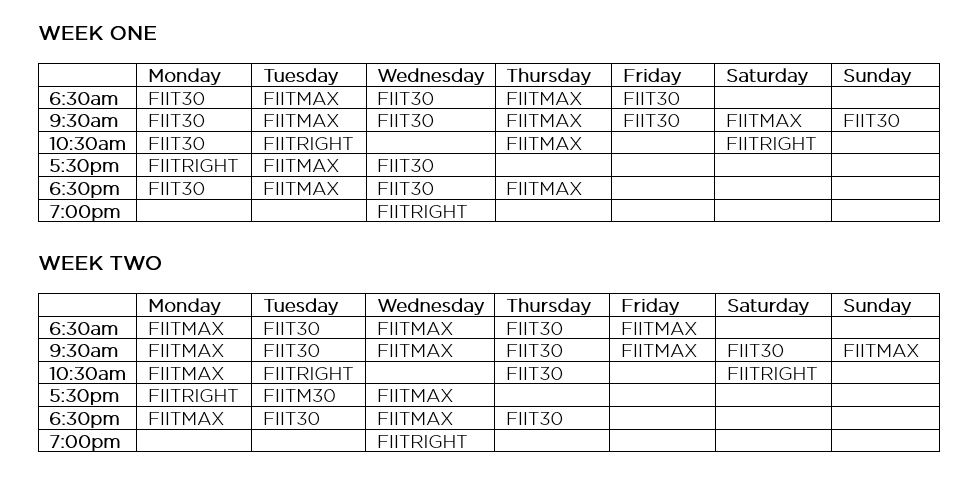 WEEK ONE
Monday Tuesday Wednesday Thursday Friday Saturday Sunday
6:30am FIIT30 FIITMAX FIIT30 FIITMAX FIIT30
9:30am FIIT30 FIITMAX FIIT30 FIITMAX FIIT30 FIITMAX FIIT30
10:30am FIIT30 FIITRIGHT FIITMAX FIITRIGHT
5:30pm FIITRIGHT FIITMAX FIIT30
6:30pm FIIT30 FIITMAX FIIT30 FIITMAX
7:00pm FIITRIGHT
WEEK TWO
Monday Tuesday Wednesday Thursday Friday Saturday Sunday
6:30am FIITMAX FIIT30 FIITMAX FIIT30 FIITMAX
9:30am FIITMAX FIIT30 FIITMAX FIIT30 FIITMAX FIIT30 FIITMAX
10:30am FIITMAX FIITRIGHT FIIT30 FIITRIGHT
5:30pm FIITRIGHT FIITM30 FIITMAX
6:30pm FIITMAX FIIT30 FIITMAX FIIT30
7:00pm FIITRIGHT